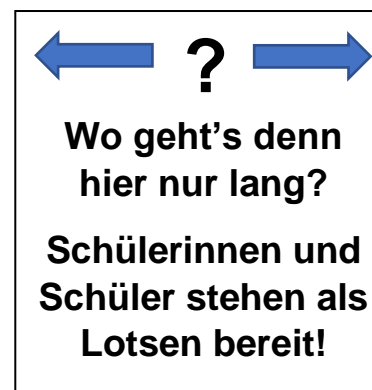 ?
Wo geht's denn
hier nur lang?
Schülerinnen und
Schüler stehen als
Lotsen bereit!